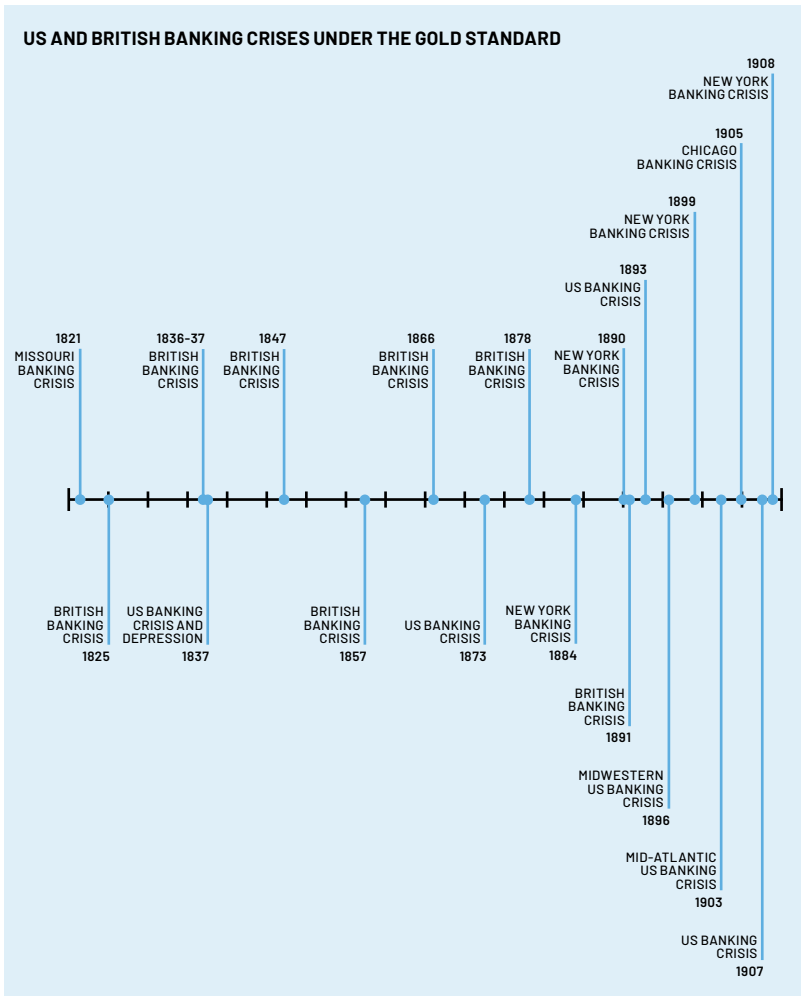 US AND BRITISH BANKING CRISES UNDER THE GOLD STANDARD
1908
NEW YORK
BANKING CRISIS
1905
CHICAGO
BANKING CRISIS
1899
NEW YORK
BANKING CRISIS
1893
US BANKING
CRISIS
1821
MISSOURI
BANKING
CRISIS
1836-37
BRITISH
BANKING
CRISIS
1847
BRITISH
BANKING
CRISIS
1866
BRITISH
BANKING
CRISIS
1878
BRITISH
BANKING
CRISIS
1890
NEW YORK
BANKING
CRISIS
BRITISH
BANKING
CRISIS
1825
US BANKING
CRISIS AND
DEPRESSION
1837
BRITISH
BANKING
CRISIS
1857
US BANKING
CRISIS
1873
NEW YORK
BANKING
CRISIS
1884
BRITISH
BANKING
CRISIS
1891
MIDWESTERN
US BANKING
CRISIS
1896
MID-ATLANTIC
US BANKING
CRISIS
1903
US BANKING
CRISIS
1907